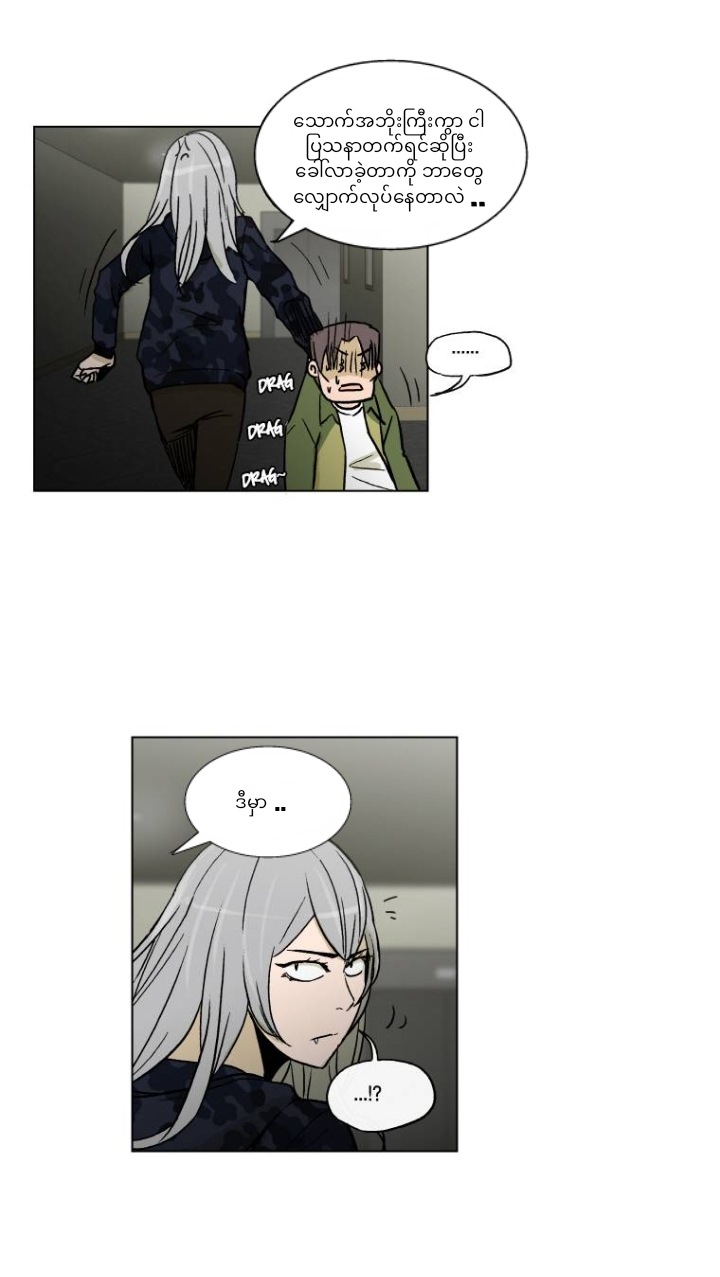 သောက်အဘိုးကြီးကွာ ငါ
ပြသနာတက်ရင်ဆိုပြီး
ခေါ်လာခဲ့တာကို ဘာတွေ
လျှောက်လုပ်နေတာလဲ ..
......
DRAG
DRAG
DRAG~
ဒီမှာ ..
...!?